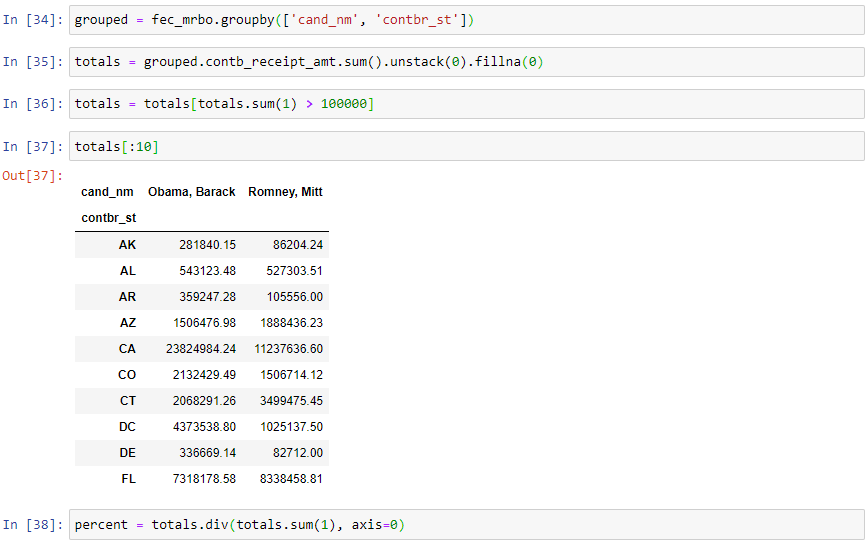 In [34]: grouped = fec_mrbo.groupby(['cand_nm', 'contbr_st'])
In [35]: totals = grouped.contb_receipt_amt.sum().unstack(0).fillna(0)
In [36]: totals = totals[totals.sum(1) > 100000]
In [37]: totals[:10]
Out[37]:
cand_nm Obama, Barack Romney, Mitt
contbr_st
AK 281840.15 86204.24
AL 543123.48 527303.51
AR 359247.28 105556.00
AZ 1506476.98 1888436.23
CA 23824984.24 11237636.60
CO 2132429.49 1506714.12
CT 2068291.26 3499475.45
DC 4373538.80 1025137.50
DE 336669.14 82712.00
FL 7318178.58 8338458.81
In [38]: percent = totals.div(totals.sum(1), axis=0)